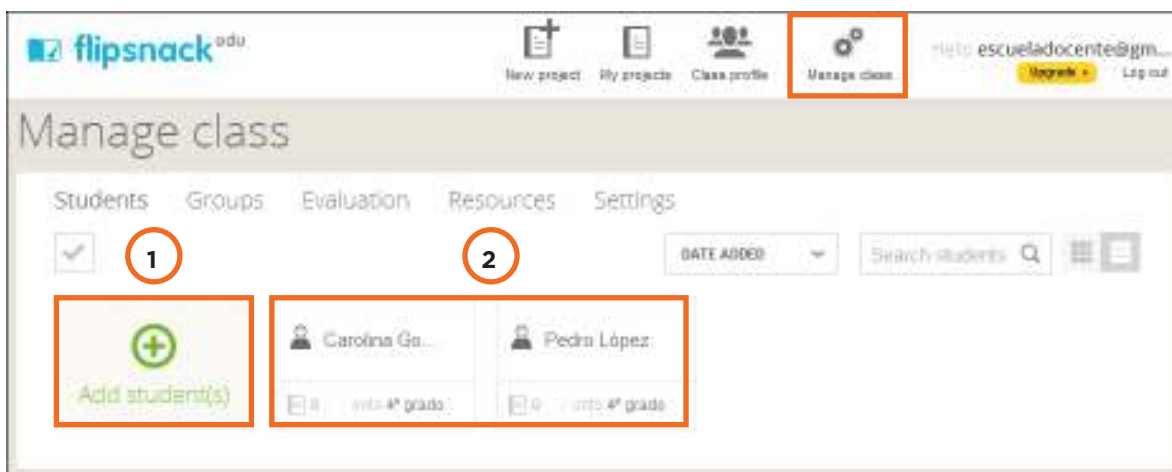 flipsnack edu
New project My projects Class profile Manage class
Hello escueladocente@gm...
Upgrade Log out
Manage class
Students Groups Evaluation Resources Settings
1
2
DATE ADDED
Search students
Add student(s)
Carolina Go...
4º grado
Pedro López
4º grado